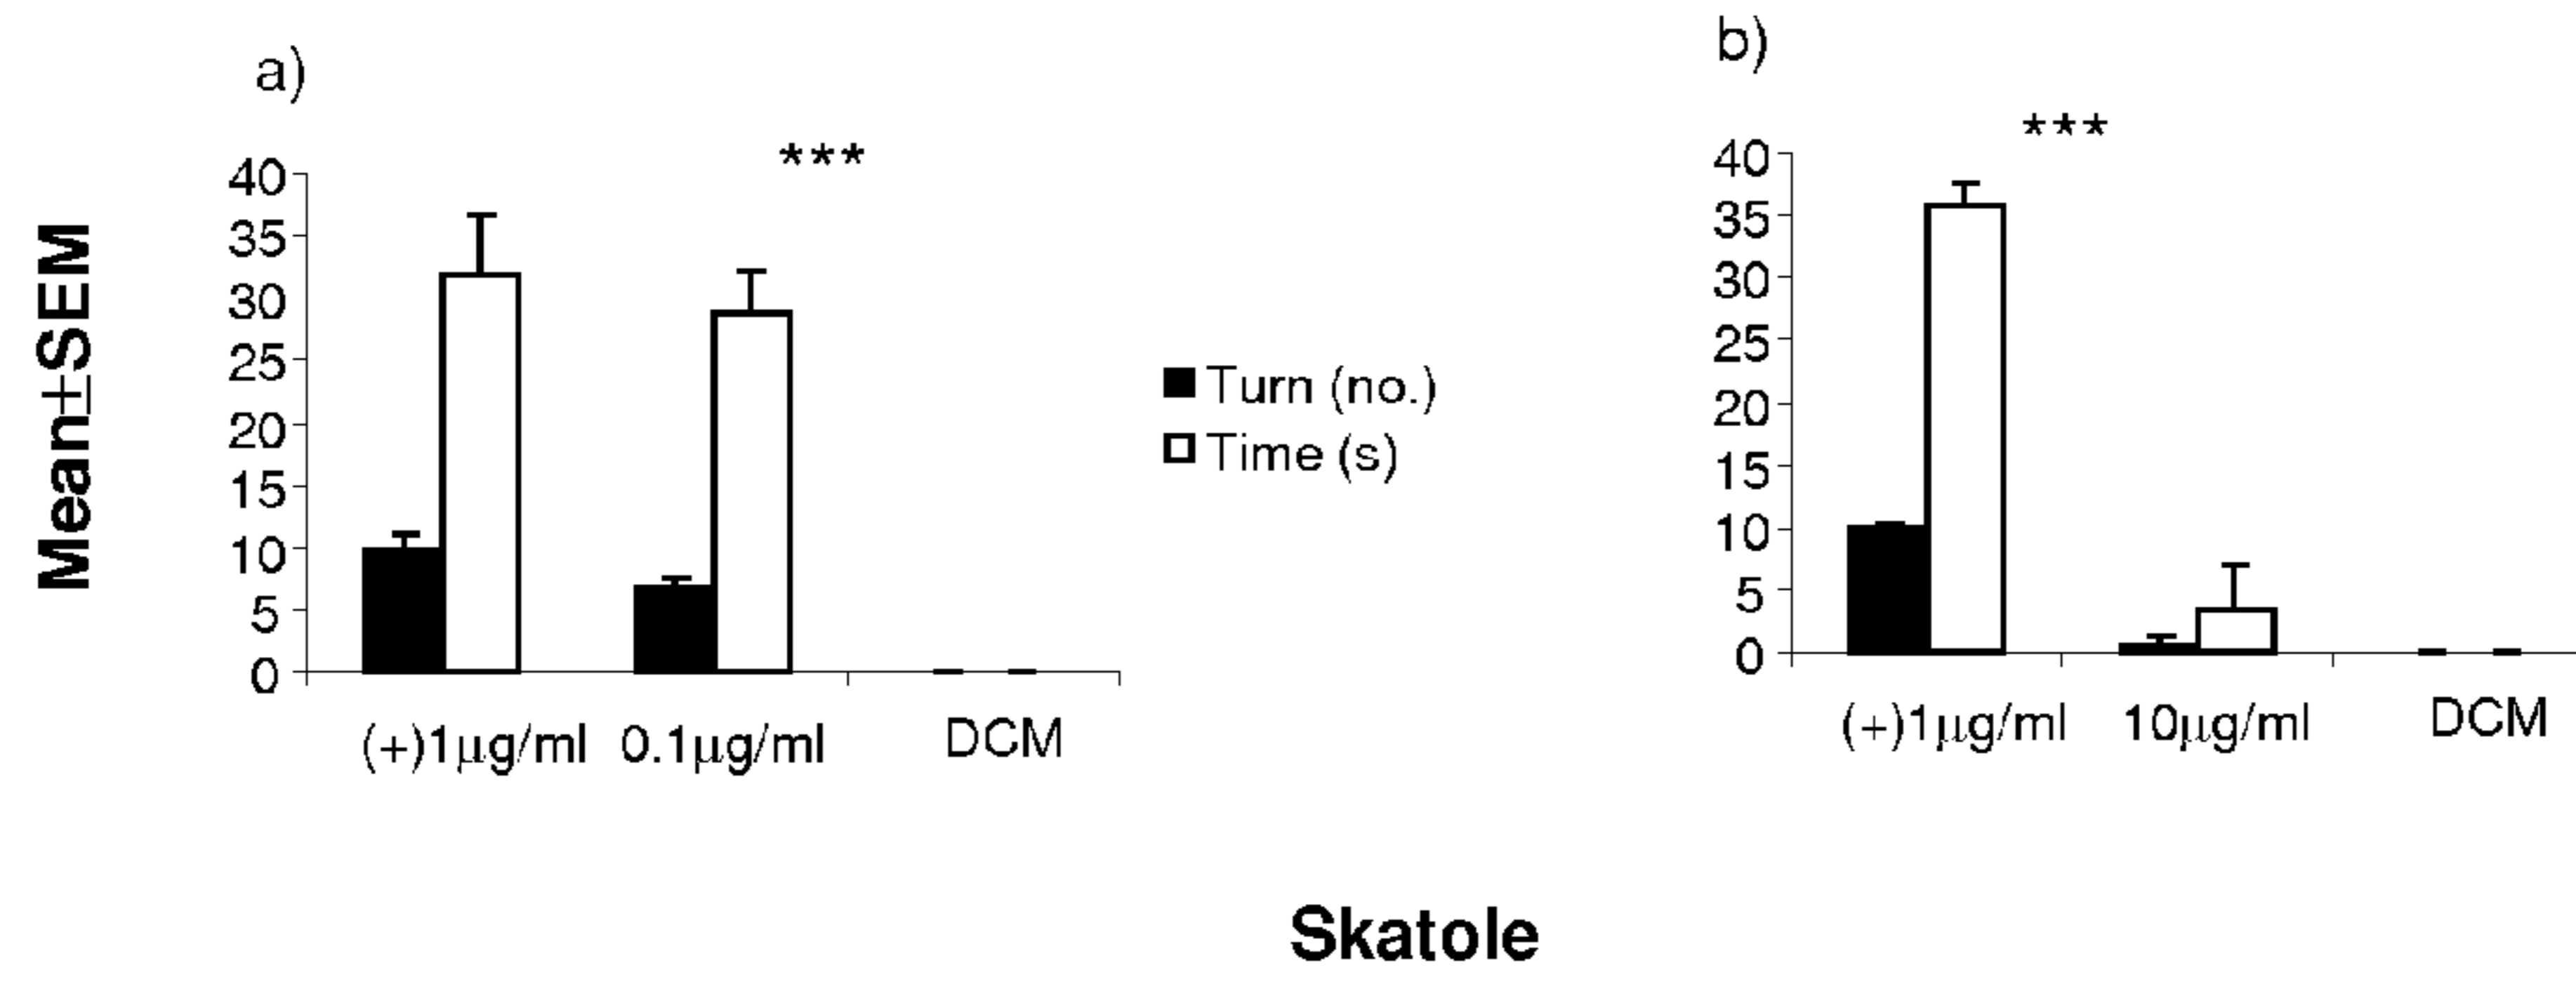 a)
***
Mean±SEM
40
35
30
25
20
15
10
5
0
(+)1μg/ml 0.1μg/ml DCM
Turn (no.)
Time (s)
b)
***
40
35
30
25
20
15
10
5
0
(+)1μg/ml 10μg/ml DCM
Skatole